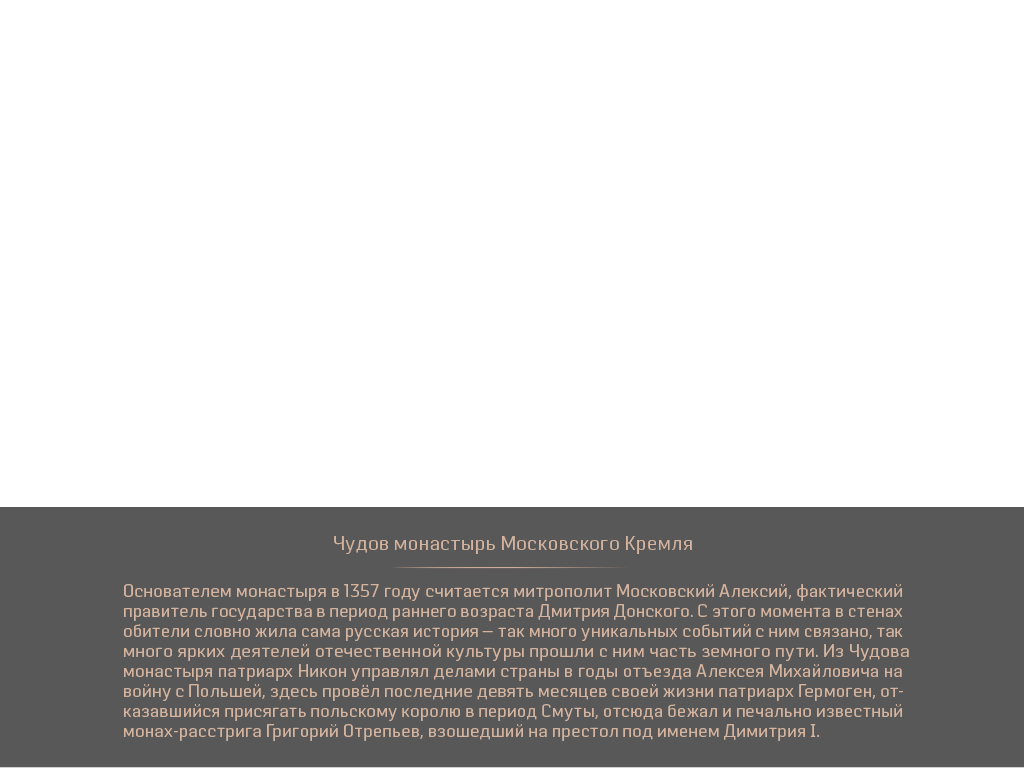 Чудов монастырь Московского Кремля
Основателем монастыря в 1357 году считается митрополит Московский Алексий, фактический
правитель государства в период раннего возраста Дмитрия Донского. С этого момента в стенах
обители словно жила сама русская история – так много уникальных событий с ним связано, так
много ярких деятелей отечественной культуры прошли с ним часть земного пути. Из Чудова
монастыря патриарх Никон управлял делами страны в годы отъезда Алексея Михайловича на
войну с Польшей, здесь провёл последние девять месяцев своей жизни патриарх Гермоген, от-
казавшийся присягать польскому королю в период Смуты, отсюда бежал и печально известный
монах-расстрига Григорий Отрепьев, взошедший на престол под именем Димитрия I.